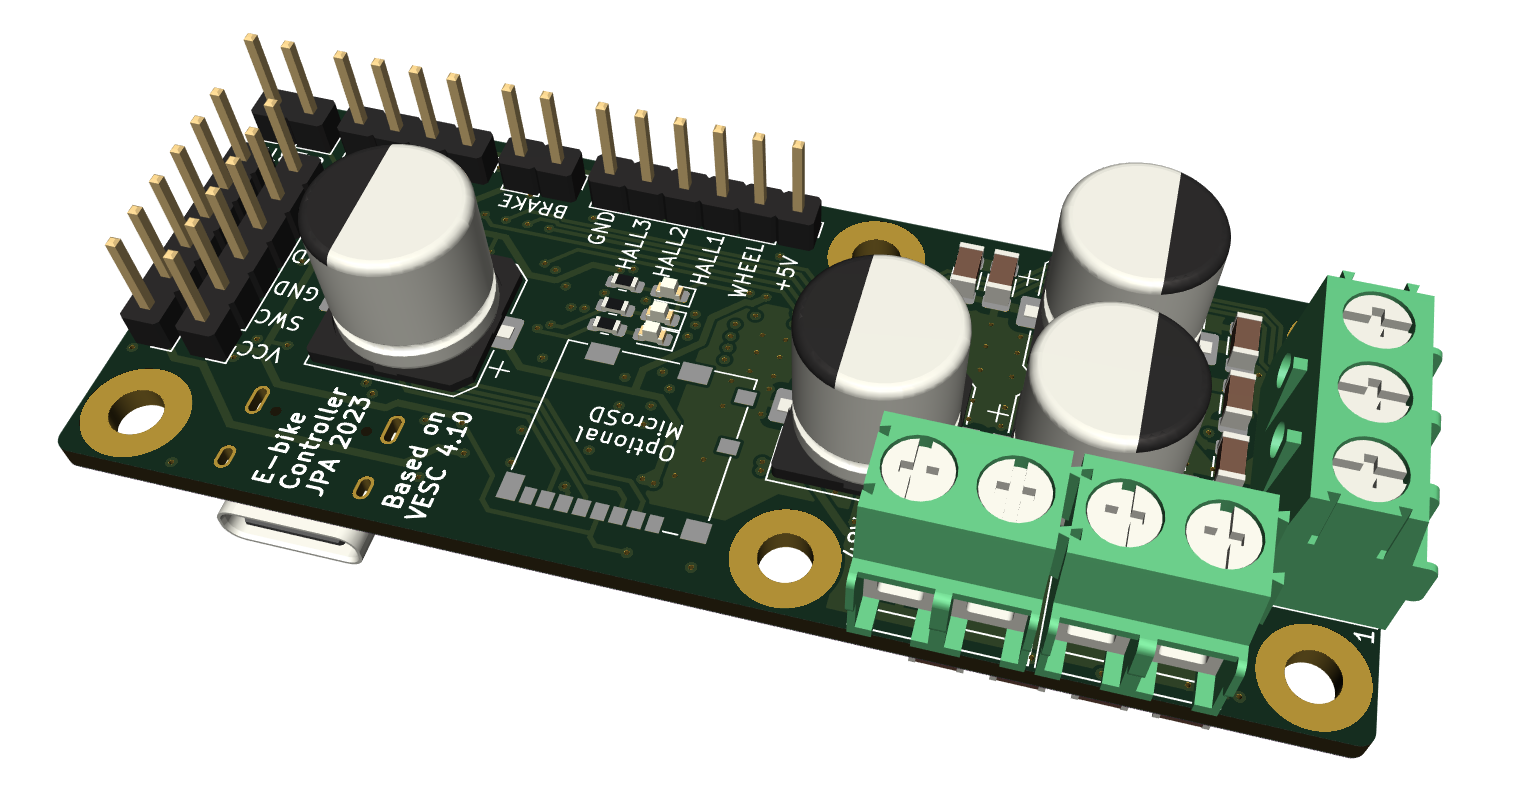 BRAKE
GND
HALL3
HALL2
HALL1
WHEEL
+5V
GND
SWC
VCC
E-bike
Controller
JPA 2023
Based on
VESC 4.10
Optional
MicroSD
1